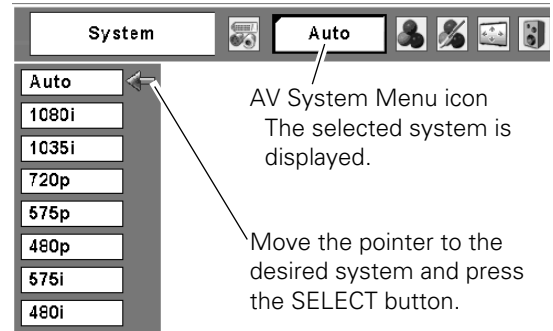 System
Auto
Auto
1080i
1035i
720p
575p
480p
575i
480i
AV System Menu icon
The selected system is
displayed.
Move the pointer to the
desired system and press
the SELECT button.